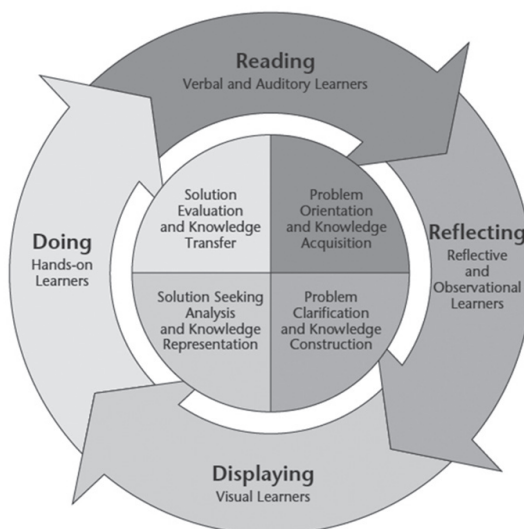 Reading
Verbal and Auditory Learners
Solution
Evaluation
and Knowledge
Transfer
Problem
Orientation
and Knowledge
Acquisition
Doing
Hands-on
Learners
Reflecting
Reflective
and
Observational
Learners
Solution Seeking
Analysis
and Knowledge
Representation
Problem
Clarification
and Knowledge
Construction
Displaying
Visual Learners